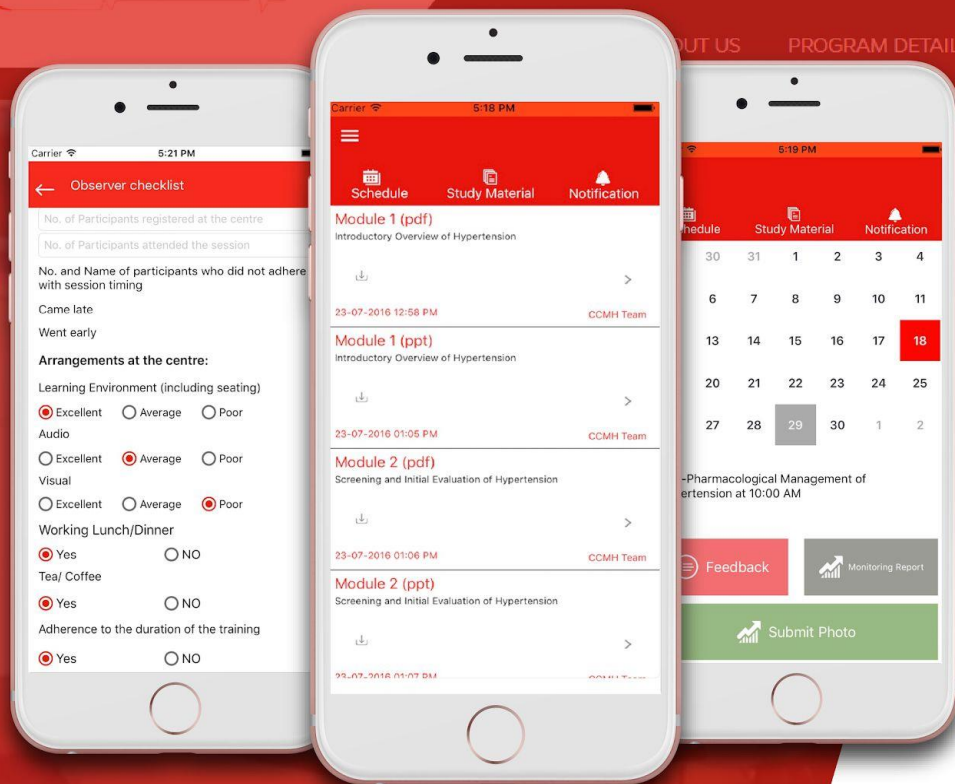 PROGRAM DETAIL
Carrier 5:21 PM
Observer checklist
No. of Participants registered at the centre
No. of Participants attended the session
No. and Name of participants who did not adhere
with session timing
Came late
Went early
Arrangements at the centre:
Learning Environment (including seating)
Excellent Average Poor
Audio
Excellent Average Poor
Visual
Excellent Average Poor
Working Lunch/Dinner
Yes NO
Tea/ Coffee
Yes NO
Adherence to the duration of the training
Yes NO
Carrier 5:18 PM
Schedule Study Material Notification
Module 1 (pdf)
Introductory Overview of Hypertension
23-07-2016 12:58 PM CCMH Team
Module 1 (ppt)
Introductory Overview of Hypertension
23-07-2016 01:05 PM CCMH Team
Module 2 (pdf)
Screening and Initial Evaluation of Hypertension
23-07-2016 01:06 PM CCMH Team
Module 2 (ppt)
Screening and Initial Evaluation of Hypertension
23-07-2016 01:07 PM CCMH Team
5:19 PM
hedule Study Material Notification
30 31 1 2 3 4
6 7 8 9 10 11
13 14 15 16 17 18
20 21 22 23 24 25
27 28 29 30 1 2
-Pharmacological Management of
ertension at 10:00 AM
Feedback Monitoring Report
Submit Photo